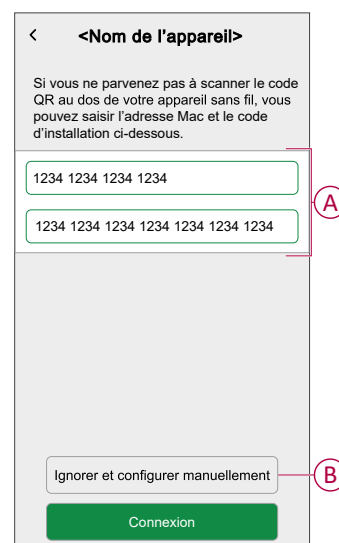 <Nom de l’appareil>
Si vous ne parvenez pas à scanner le code
QR au dos de votre appareil sans fil, vous
pouvez saisir l’adresse Mac et le code
d’installation ci-dessous.
1234 1234 1234 1234
A
1234 1234 1234 1234 1234 1234 1234
Ignorer et configurer manuellement
B
Connexion